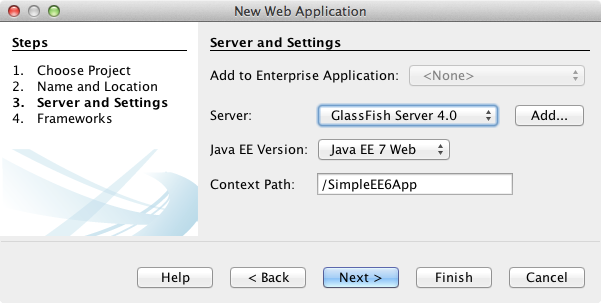 New Web Application
Steps
1. Choose Project
2. Name and Location
3. Server and Settings
4. Frameworks
Server and Settings
Add to Enterprise Application: <None>
Server: GlassFish Server 4.0 Add...
Java EE Version: Java EE 7 Web
Context Path: /SimpleEE6App
Help < Back Next > Finish Cancel